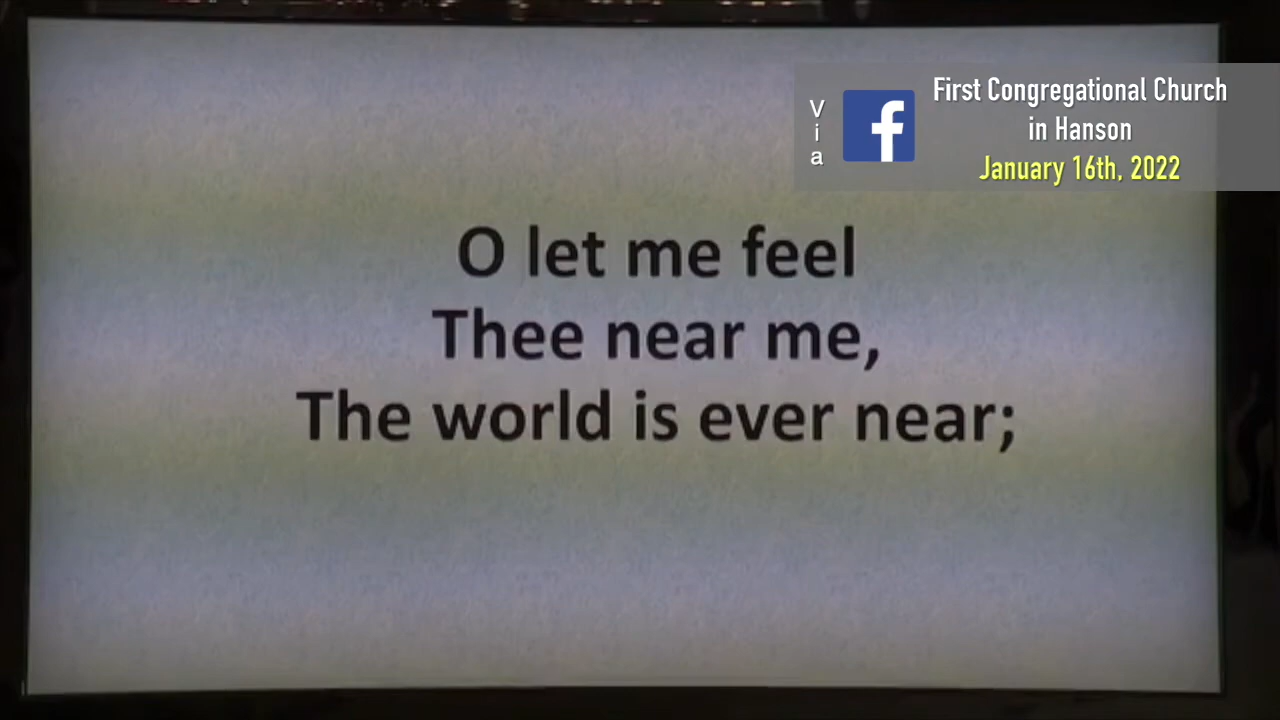 Via
First Congregational Church
in Hanson
January 16th, 2022
O let me feel
Thee near me,
The world is ever near;